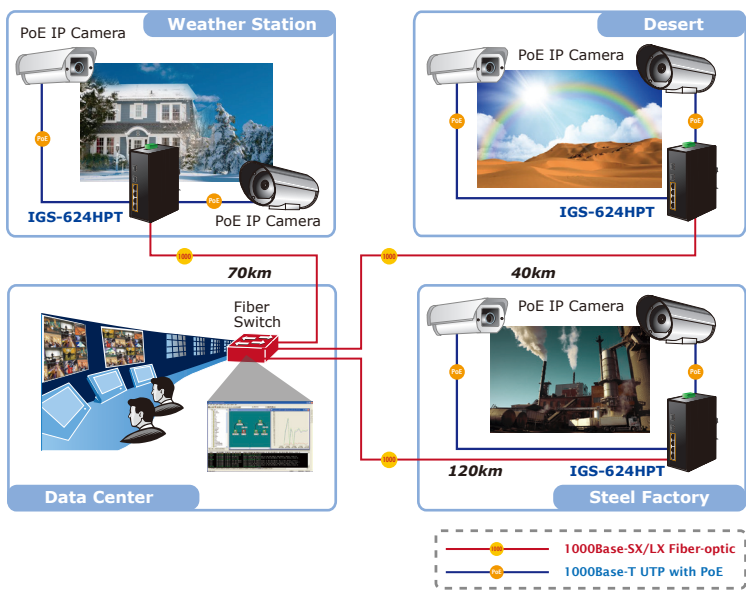 Weather Station
PoE IP Camera
PoE
PoE
IGS-624HPT
PoE IP Camera
Desert
PoE IP Camera
PoE
PoE
IGS-624HPT
1000
70km
1000
40km
Fiber
Switch
Data Center
PoE IP Camera
PoE
PoE
1000
120km
IGS-624HPT
Steel Factory
1000
1000Base-SX/LX Fiber-optic
PoE
1000Base-T UTP with PoE